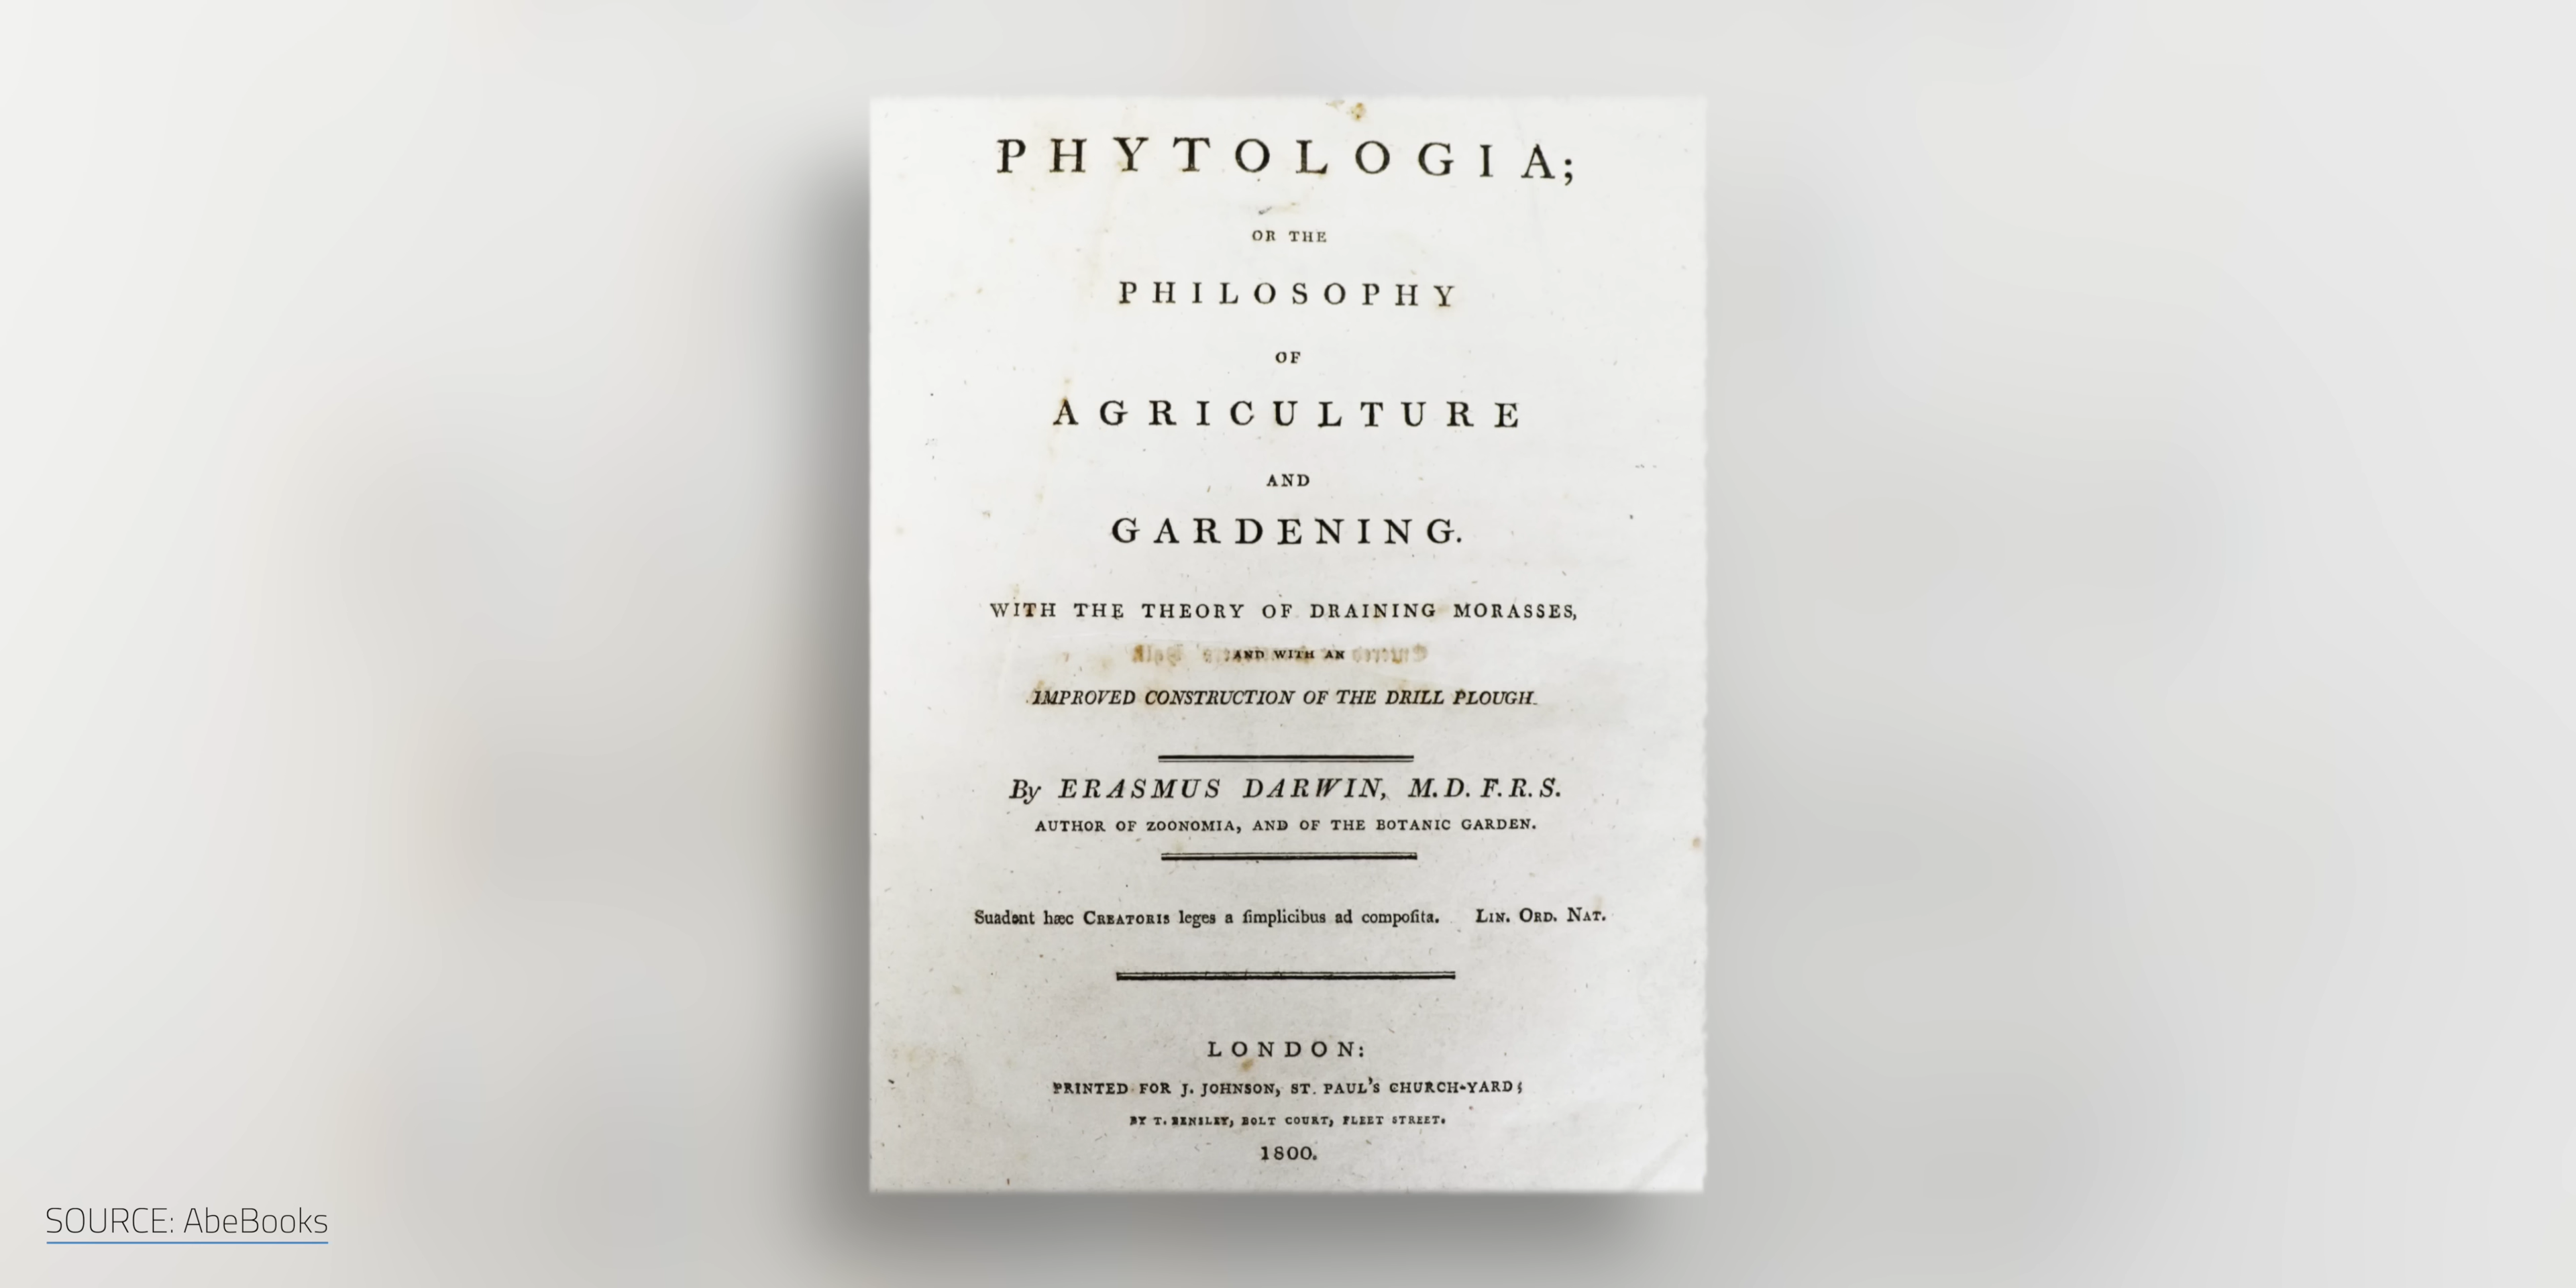 PHYTOLOGIA;
OR THE
PHILOSOPHY
OF
AGRICULTURE
AND
GARDENING.
WITH THE THEORY OF DRAINING MORASSES,
AND WITH AN
IMPROVED CONSTRUCTION OF THE DRILL PLOUGH.
By ERASMUS DARWIN, M.D. F.R.S.
AUTHOR OF ZOONOMIA, AND OF THE BOTANIC GARDEN.
Suadent hæc CREATORIS leges a ſimplicibus ad compoſita. LIN. ORD. NAT.
LONDON:
PRINTED FOR J. JOHNSON, ST. PAUL'S CHURCH-YARD;
BY T. BENSLEY, BOLT COURT, FLEET STREET.
1800.
SOURCE: AbeBooks